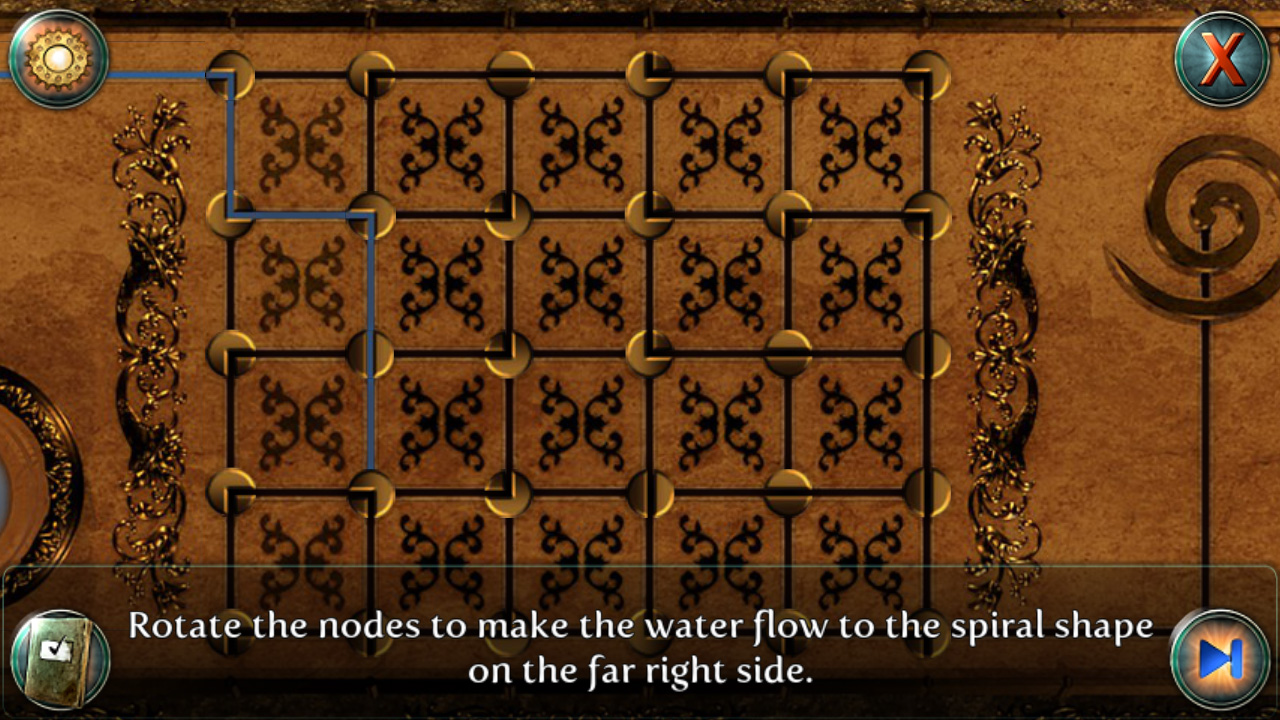 Rotate the nodes to make the water flow to the spiral shape
on the far right side.